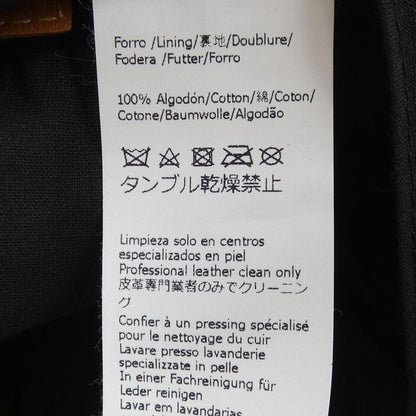 Forro /Lining/裏地/Doublure/
Fodera /Futter/Forro
100% Algodón/Cotton/綿/Coton/
Cotone/Baumwolle/Algodão
タンブル乾燥禁止
Limpieza solo en centros
especializados en piel
Professional leather clean only
皮革専門業者のみでクリーニン
グ
Confier à un pressing spécialisé
pour le nettoyage du cuir
Lavare presso lavanderie
specializzate in pelle
In einer Fachreinigung für
Leder reinigen
Lavar em lavandarias